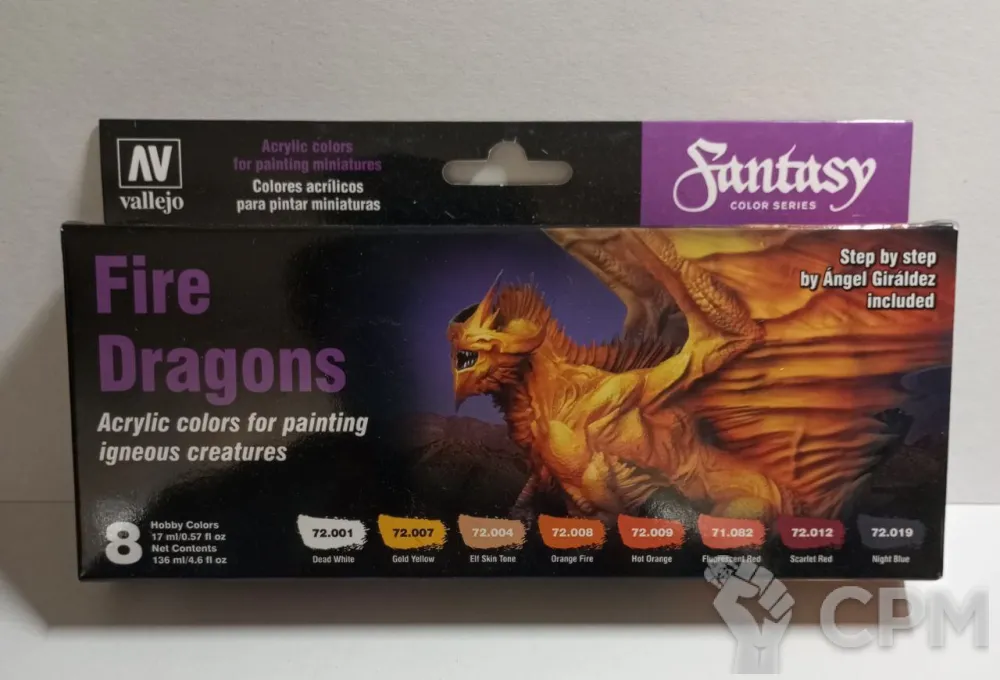 AV
vallejo
Acrylic colors
for painting miniatures
Colores acrílicos
para pintar miniaturas
Fantasy
COLOR SERIES
Fire
Dragons
Acrylic colors for painting
igneous creatures
Step by step
by Ángel Giráldez
included
8
Hobby Colors
17 ml/0.57 fl oz
Net Contents
136 ml/4.6 fl oz
72.001
Dead White
72.007
Gold Yellow
72.004
Elf Skin Tone
72.008
Orange Fire
72.009
Hot Orange
71.082
Fluorescent Red
72.012
Scarlet Red
72.019
Night Blue
CPM